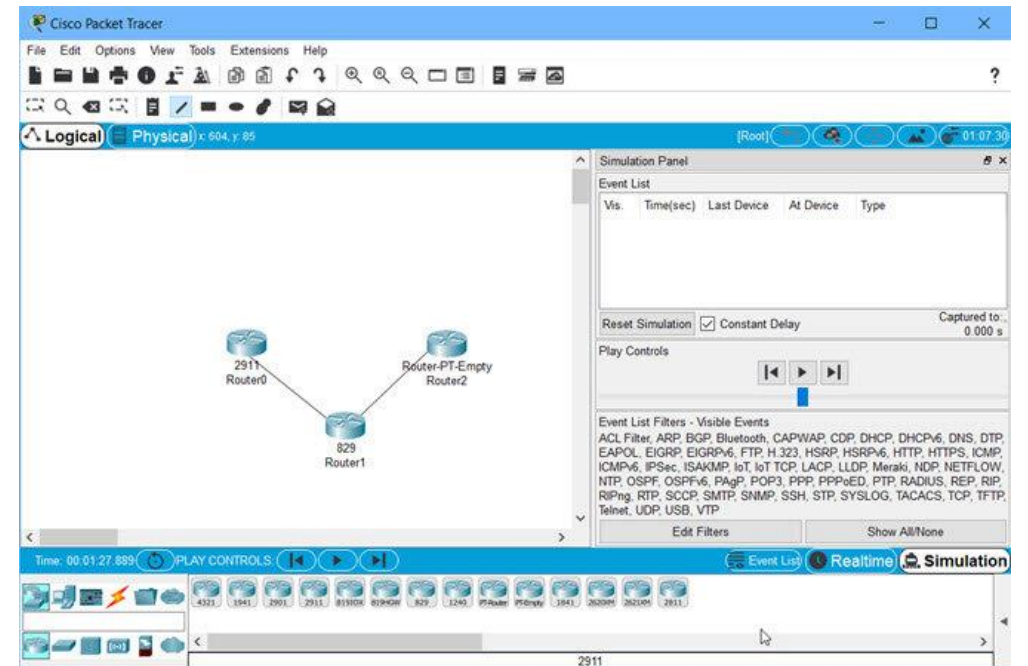 Cisco Packet Tracer
File Edit Options View Tools Extensions Help
?
Logical Physical x: 604, y: 85 [Root] 01:07:30
Simulation Panel
Event List
Vis. Time(sec) Last Device At Device Type
Reset Simulation Constant Delay Captured to:
0.000 s
Play Controls
2911
Router0
Router-PT-Empty
Router2
829
Router1
Event List Filters - Visible Events
ACL Filter, ARP, BGP, Bluetooth, CAPWAP, CDP, DHCP, DHCPv6, DNS, DTP,
EAPOL, EIGRP, EIGRPv6, FTP, H.323, HSRP, HSRPv6, HTTP, HTTPS, ICMP,
ICMPv6, IPSec, ISAKMP, IoT, IoT TCP, LACP, LLDP, Meraki, NDP, NETFLOW,
NTP, OSPF, OSPFv6, PAgP, POP3, PPP, PPPoED, PTP, RADIUS, REP, RIP,
RIPng, RTP, SCCP, SMTP, SNMP, SSH, STP, SYSLOG, TACACS, TCP, TFTP,
Telnet, UDP, USB, VTP
Edit Filters Show All/None
Time: 00:01:27.889 PLAY CONTROLS: Event List Realtime Simulation
4321 1941 2901 2911 819IOX 819HGW 829 1240 PT-Router PT-Empty 1841 2620XM 2621XM 2811
2911